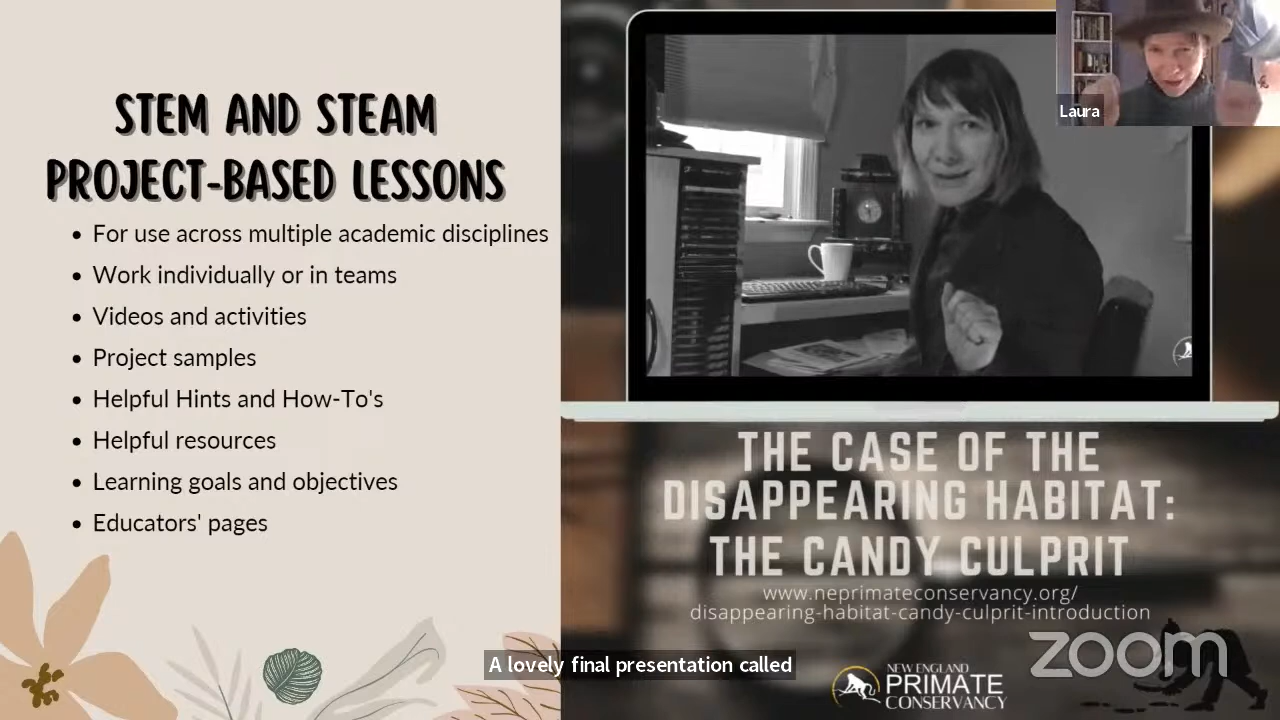 STEM AND STEAM
PROJECT-BASED LESSONS
For use across multiple academic disciplines
Work individually or in teams
Videos and activities
Project samples
Helpful Hints and How-To's
Helpful resources
Learning goals and objectives
Educators' pages
Laura
THE CASE OF THE
DISAPPEARING HABITAT:
THE CANDY CULPRIT
www.neprimateconservancy.org/
disappearing-habitat-candy-culprit-introduction
zoom
A lovely final presentation called
NEW ENGLAND
PRIMATE
CONSERVANCY